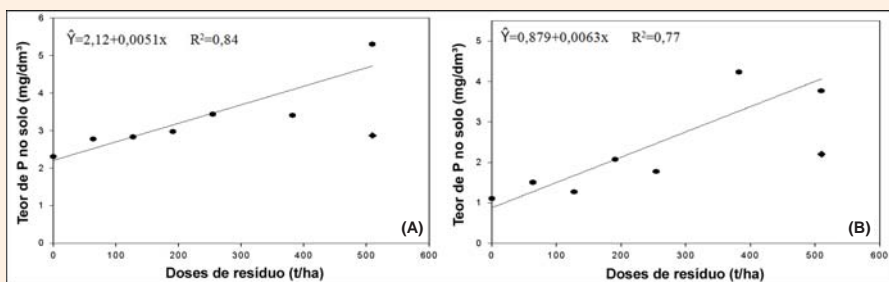 Ŷ=2,12+0,0051x R²=0,84
Teor de P no solo (mg/dm³)
6
5
4
3
2
1
0
0 100 200 300 400 500 600
Doses de resíduo (t/ha)
(A)
Ŷ=0,879+0,0063x R²=0,77
Teor de P no solo (mg/dm³)
5
4
3
2
1
0
0 100 200 300 400 500 600
Doses de resíduo (t/ha)
(B)